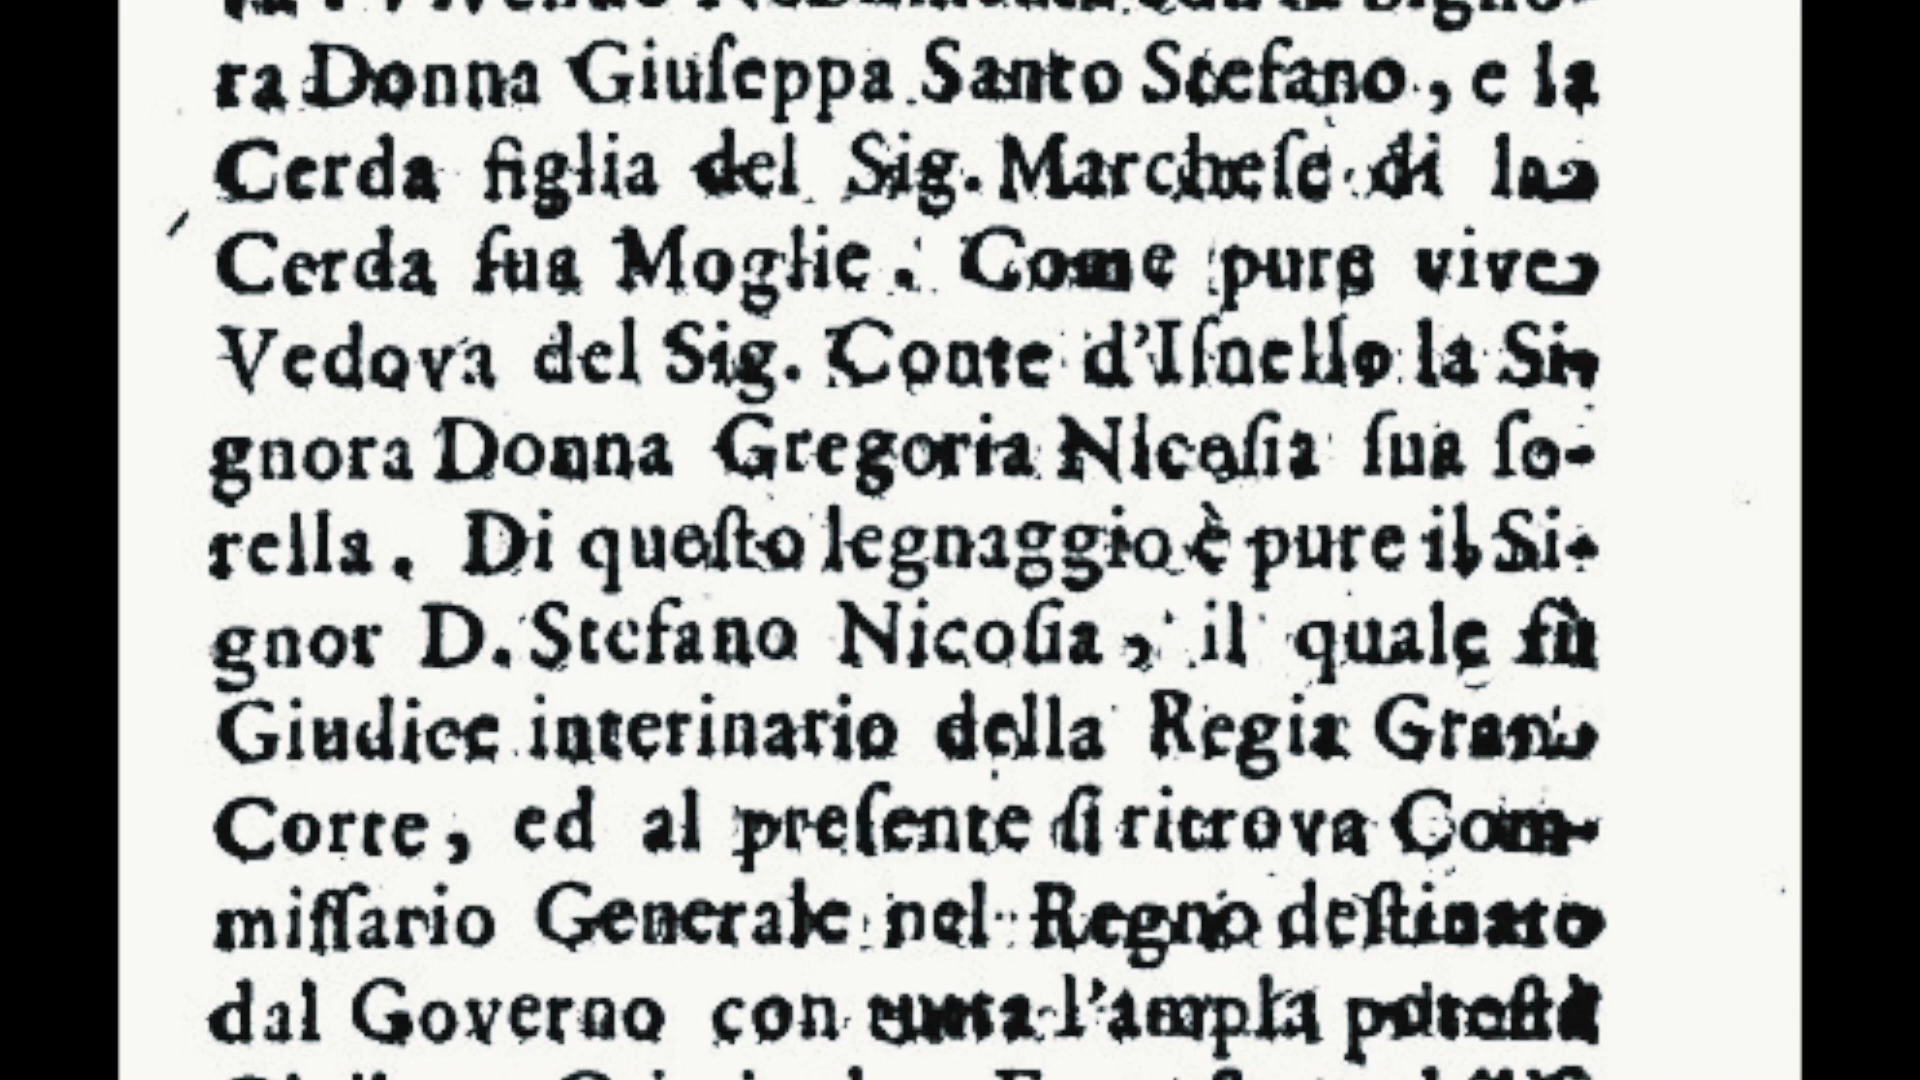 ra Donna Giuſeppa Santo Stefano, e la
Cerda figlia del Sig. Marcheſe di la
Cerda ſua Moglie. Come pure vive
Vedova del Sig. Conte d'Iſnello la Si-
gnora Donna Gregoria Nicoſia ſua ſo-
rella. Di queſto legnaggio è pure il Si-
gnor D. Stefano Nicoſia, il quale fù
Giudice interinario della Regia Gran
Corte, ed al preſente ſi ritrova Com-
miſſario Generale nel Regno deſtinato
dal Governo con tutta l'ampla poteſtà